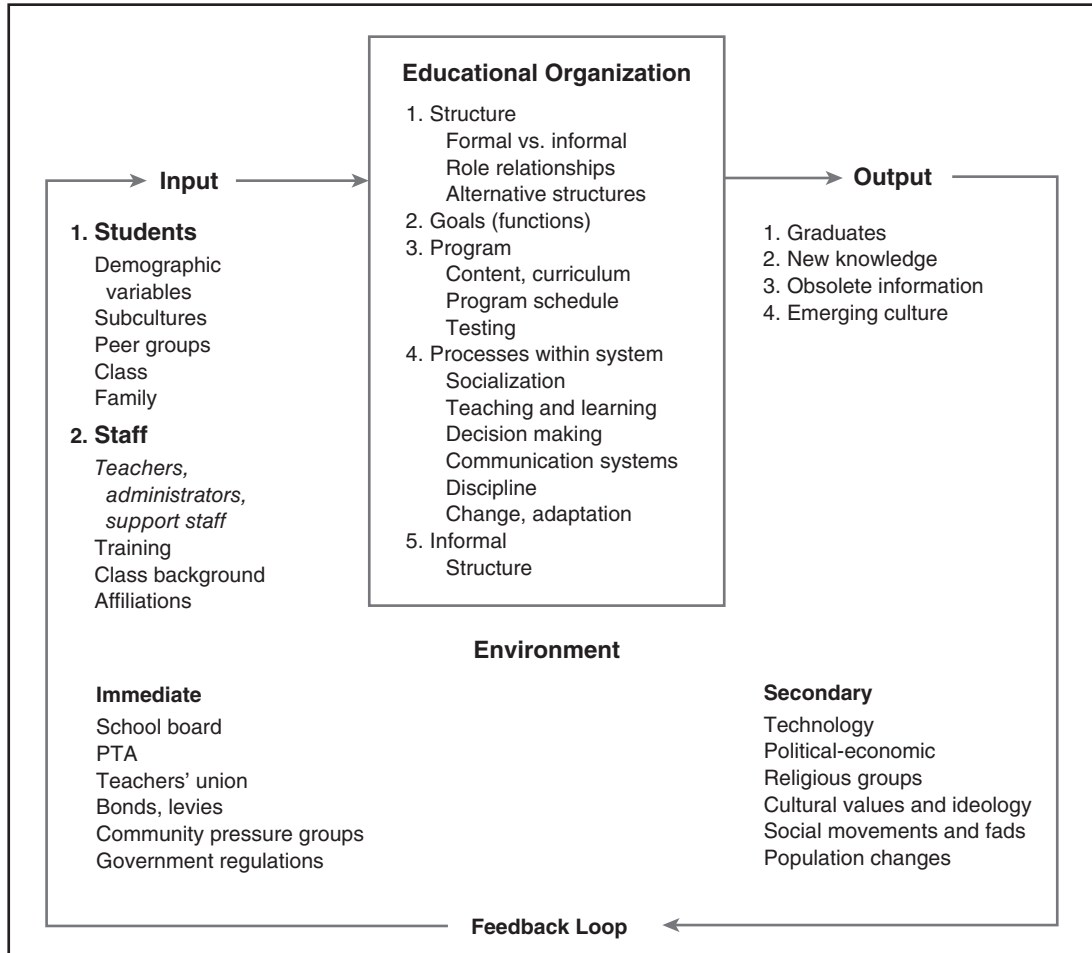 Educational Organization
1. Structure
Formal vs. informal
Role relationships
Alternative structures
2. Goals (functions)
3. Program
Content, curriculum
Program schedule
Testing
4. Processes within system
Socialization
Teaching and learning
Decision making
Communication systems
Discipline
Change, adaptation
5. Informal
Structure
Input
1. Students
Demographic
variables
Subcultures
Peer groups
Class
Family
2. Staff
Teachers,
administrators,
support staff
Training
Class background
Affiliations
Output
1. Graduates
2. New knowledge
3. Obsolete information
4. Emerging culture
Environment
Immediate
School board
PTA
Teachers’ union
Bonds, levies
Community pressure groups
Government regulations
Secondary
Technology
Political-economic
Religious groups
Cultural values and ideology
Social movements and fads
Population changes
Feedback Loop